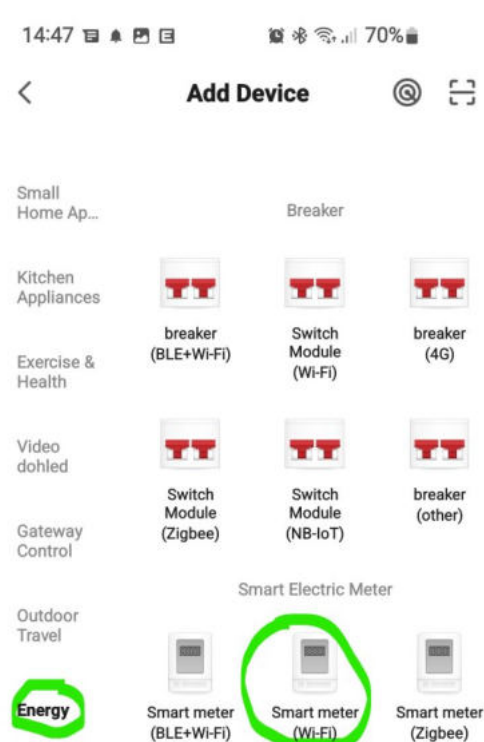 14:47 70%
Add Device
Small
Home Ap...
Kitchen
Appliances
Exercise &
Health
Video
dohled
Gateway
Control
Outdoor
Travel
Energy
Breaker
breaker
(BLE+Wi-Fi)
Switch
Module
(Wi-Fi)
breaker
(4G)
Switch
Module
(Zigbee)
Switch
Module
(NB-IoT)
breaker
(other)
Smart Electric Meter
Smart meter
(BLE+Wi-Fi)
Smart meter
(Wi-Fi)
Smart meter
(Zigbee)